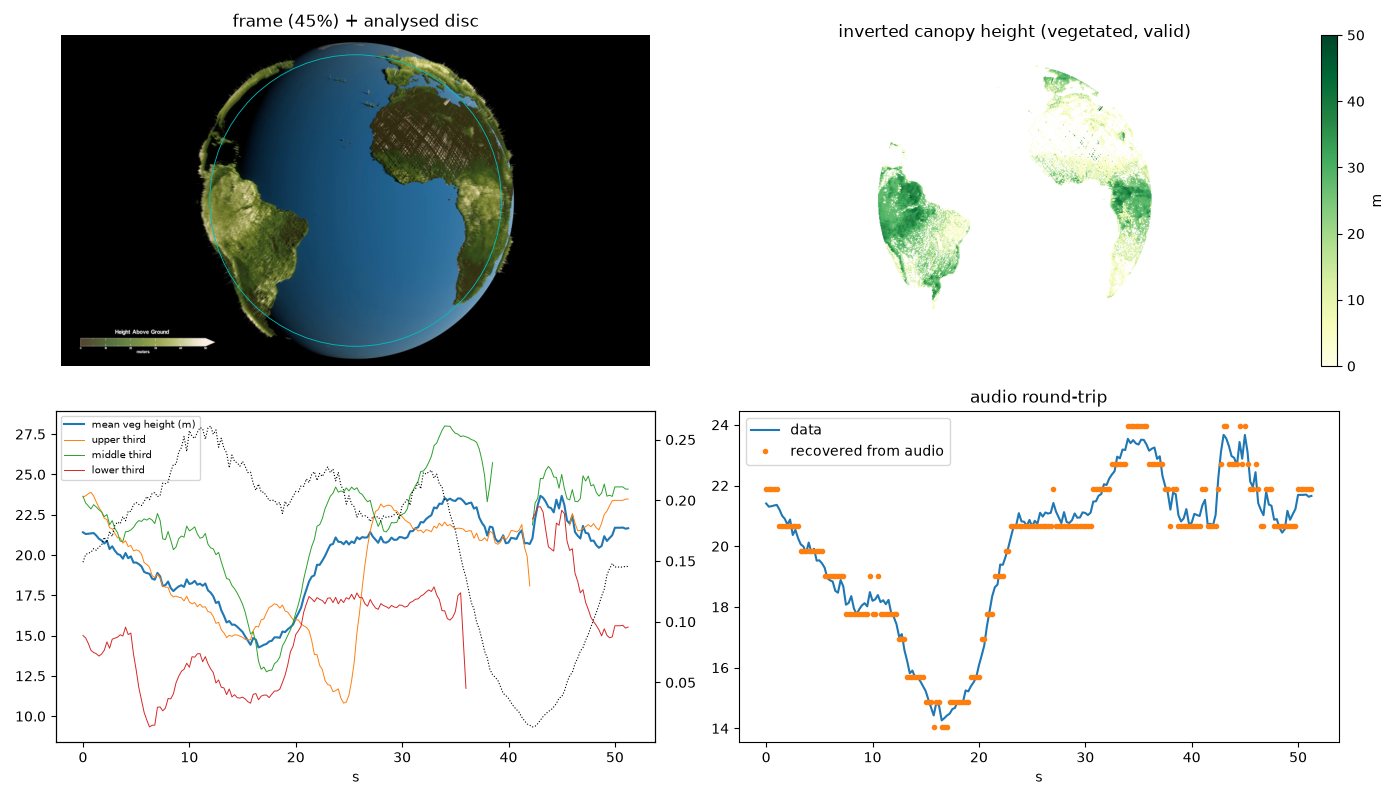 frame (45%) + analysed disc
Height Above Ground
meters
inverted canopy height (vegetated, valid)
50
40
30
20
10
0
m
27.5
25.0
22.5
20.0
17.5
15.0
12.5
10.0
mean veg height (m)
upper third
middle third
lower third
0.25
0.20
0.15
0.10
0.05
0 10 20 30 40 50
s
audio round-trip
24
22
20
18
16
14
data
recovered from audio
0 10 20 30 40 50
s